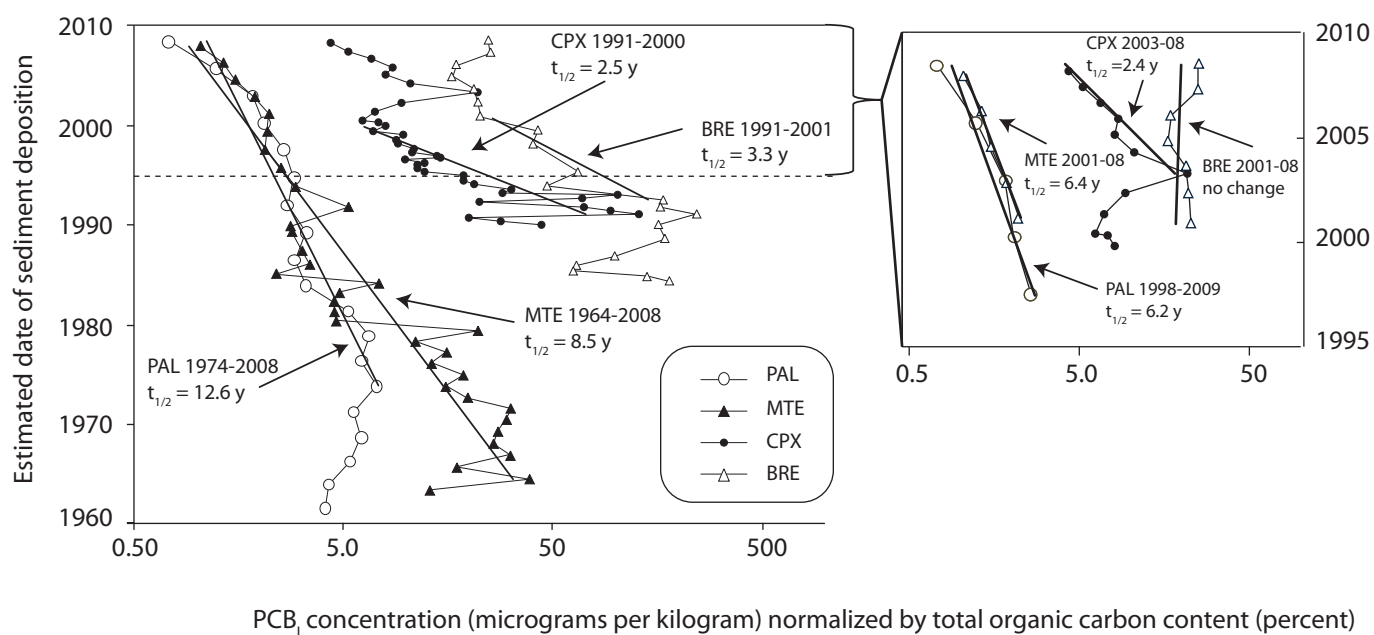 Estimated date of sediment deposition
2010
2000
1990
1980
1970
1960
0.50
5.0
50
500
CPX 1991-2000
t1/2 = 2.5 y
BRE 1991-2001
t1/2 = 3.3 y
MTE 1964-2008
t1/2 = 8.5 y
PAL 1974-2008
t1/2 = 12.6 y
PAL
MTE
CPX
BRE
CPX 2003-08
t1/2 =2.4 y
MTE 2001-08
t1/2 = 6.4 y
BRE 2001-08
no change
PAL 1998-2009
t1/2 = 6.2 y
2010
2005
2000
1995
0.5
5.0
50
PCBl concentration (micrograms per kilogram) normalized by total organic carbon content (percent)